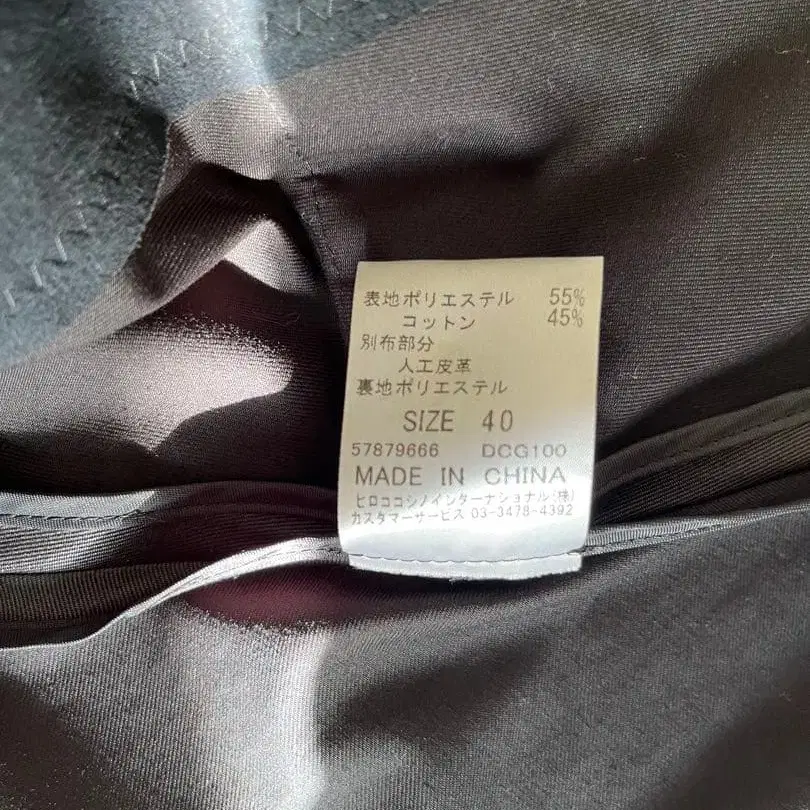 表地ポリエステル 55%
コットン 45%
別布部分
人工皮革
裏地ポリエステル
SIZE 40
57879666 DCG100
MADE IN CHINA
ヒロココシノインターナショナル(株)
カスタマーサービス 03-3478-4392